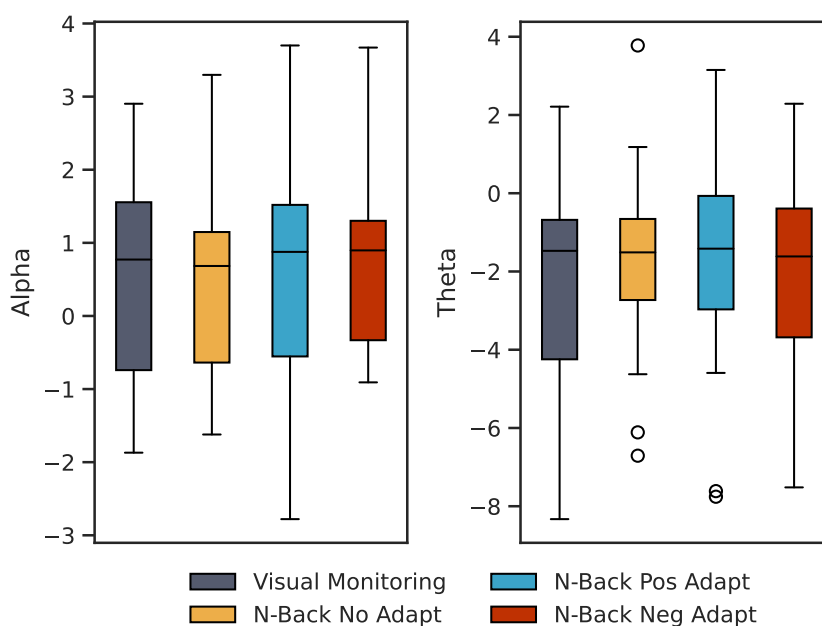 4
3
2
1
0
−1
−2
−3
Alpha
4
2
0
−2
−4
−6
−8
Theta
Visual Monitoring
N-Back No Adapt
N-Back Pos Adapt
N-Back Neg Adapt